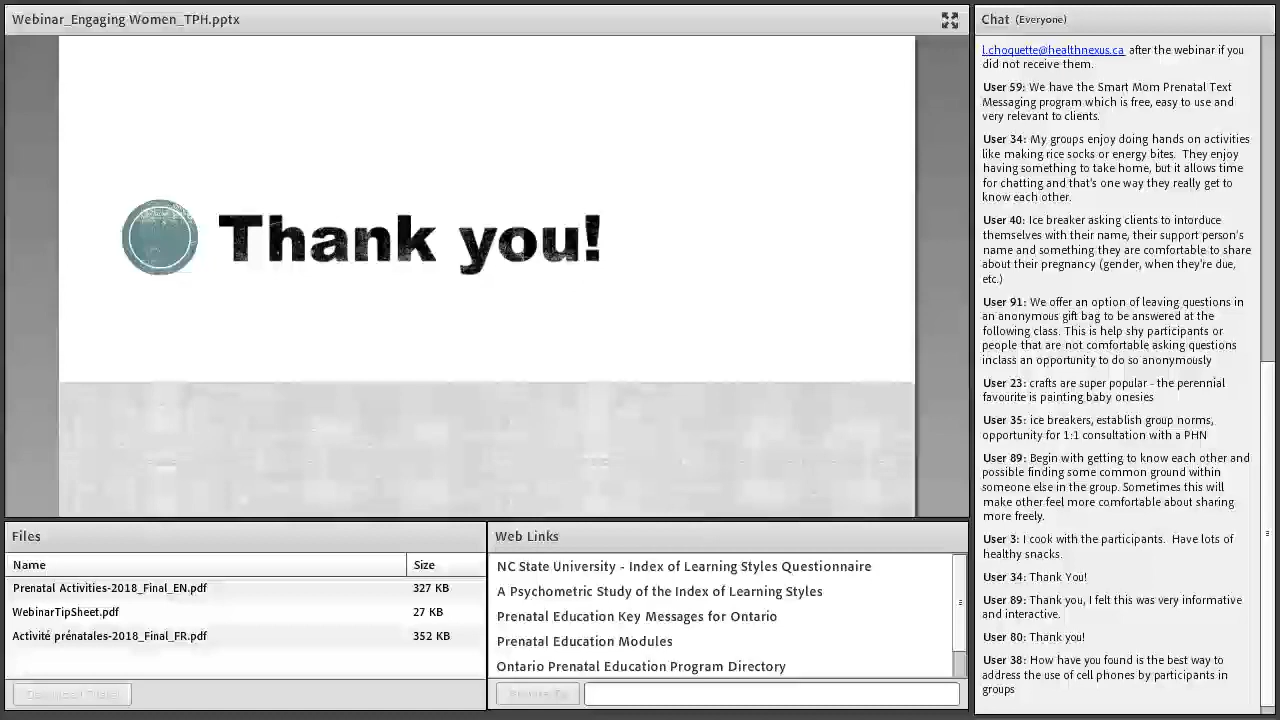 Webinar_Engaging Women_TPH.pptx
Thank you!
Files
Name Size
Prenatal Activities-2018_Final_EN.pdf 327 KB
WebinarTipSheet.pdf 27 KB
Activité prénatales-2018_Final_FR.pdf 352 KB
Web Links
NC State University - Index of Learning Styles Questionnaire
A Psychometric Study of the Index of Learning Styles
Prenatal Education Key Messages for Ontario
Prenatal Education Modules
Ontario Prenatal Education Program Directory
Chat (Everyone)
l.choquette@healthnexus.ca after the webinar if you
did not receive them.
User 59: We have the Smart Mom Prenatal Text
Messaging program which is free, easy to use and
very relevant to clients.
User 34: My groups enjoy doing hands on activities
like making rice socks or energy bites. They enjoy
having something to take home, but it allows time
for chatting and that's one way they really get to
know each other.
User 40: Ice breaker asking clients to intorduce
themselves with their name, their support person's
name and something they are comfortable to share
about their pregnancy (gender, when they're due,
etc.)
User 91: We offer an option of leaving questions in
an anonymous gift bag to be answered at the
following class. This is help shy participants or
people that are not comfortable asking questions
inclass an opportunity to do so anonymously
User 23: crafts are super popular - the perennial
favourite is painting baby onesies
User 35: ice breakers, establish group norms,
opportunity for 1:1 consultation with a PHN
User 89: Begin with getting to know each other and
possible finding some common ground within
someone else in the group. Sometimes this will
make other feel more comfortable about sharing
more freely.
User 3: I cook with the participants. Have lots of
healthy snacks.
User 34: Thank You!
User 89: Thank you, I felt this was very informative
and interactive.
User 80: Thank you!
User 38: How have you found is the best way to
address the use of cell phones by participants in
groups